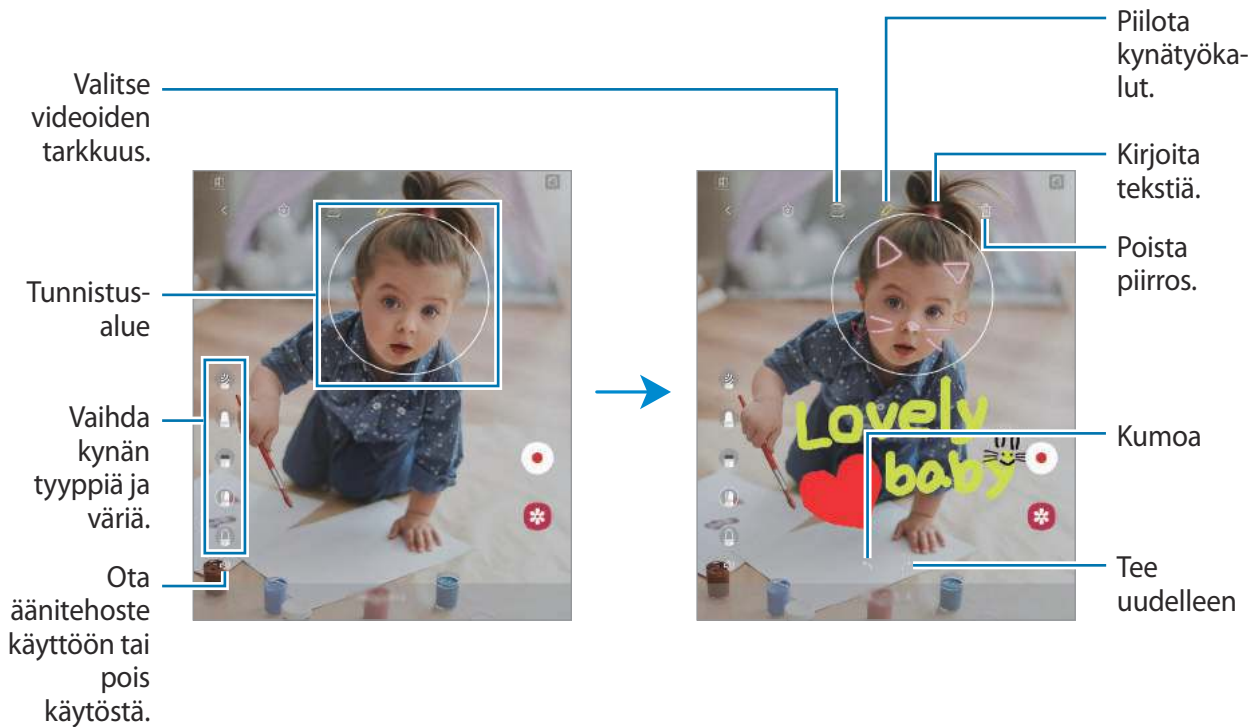 Valitse
videoiden
tarkkuus.
Tunnistus-
alue
Vaihda
kynän
tyyppiä ja
väriä.
Ota
äänitehoste
käyttöön tai
pois
käytöstä.
Piilota
kynätyöka-
lut.
Kirjoita
tekstiä.
Poista
piirros.
Lovely
baby
Kumoa
Tee
uudelleen